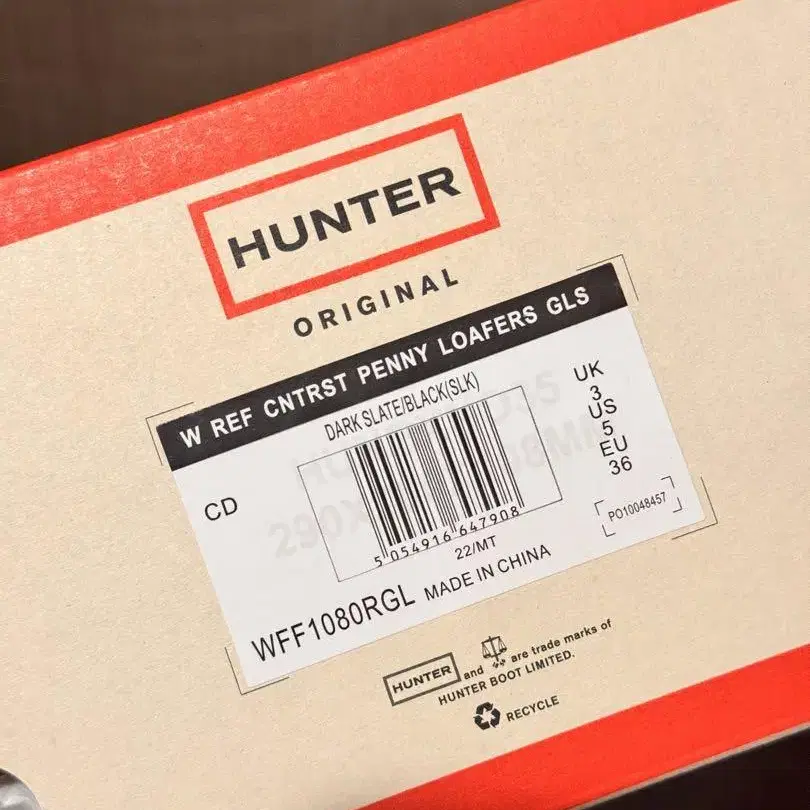 HUNTER
ORIGINAL
W REF CNTRST PENNY LOAFERS GLS
DARK SLATE/BLACK(SLK)
CD
UK
3
US
5
EU
36
5 054916 647908
22/MT
PO10048457
WFF1080RGL MADE IN CHINA
HUNTER and are trade marks of
HUNTER BOOT LIMITED.
RECYCLE